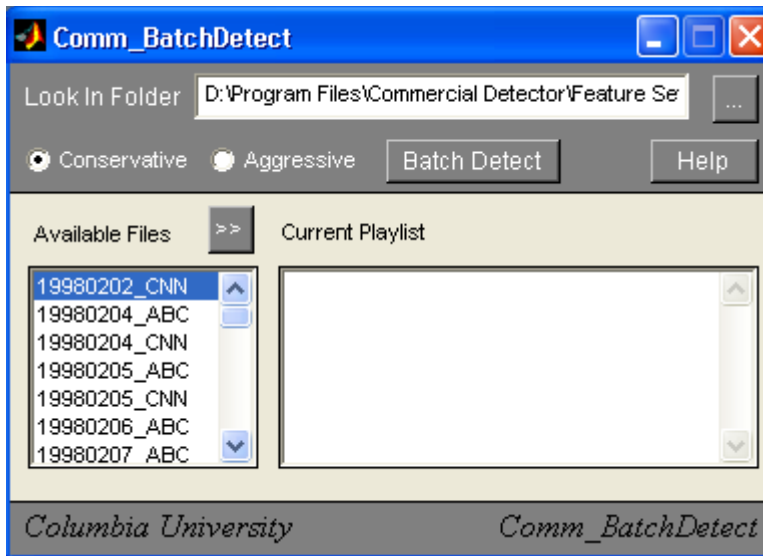 Comm_BatchDetect
Look In Folder D:\Program Files\Commercial Detector\Feature Se
...
Conservative Aggressive Batch Detect Help
Available Files >> Current Playlist
19980202_CNN
19980204_ABC
19980204_CNN
19980205_ABC
19980205_CNN
19980206_ABC
19980207_ABC
Columbia University Comm_BatchDetect